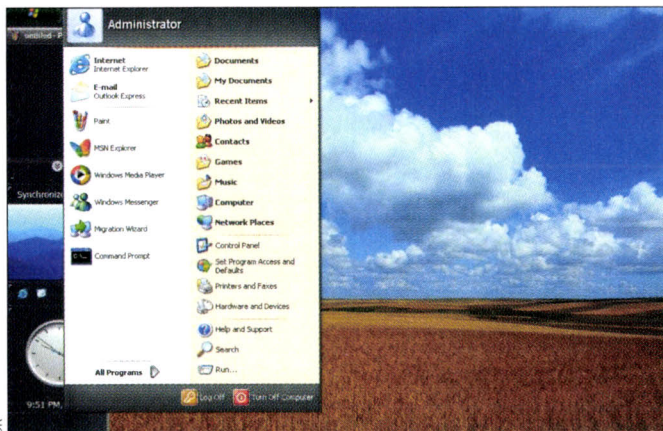 Administrator
untitled - P
Internet
Internet Explorer
E-mail
Outlook Express
Paint
MSN Explorer
Windows Media Player
Windows Messenger
Migration Wizard
Command Prompt
All Programs
Documents
My Documents
Recent Items
Photos and Videos
Contacts
Games
Music
Computer
Network Places
Control Panel
Set Program Access and
Defaults
Printers and Faxes
Hardware and Devices
Help and Support
Search
Run...
Log Off
Turn Off Computer
Synchroniz
9:51 PM,